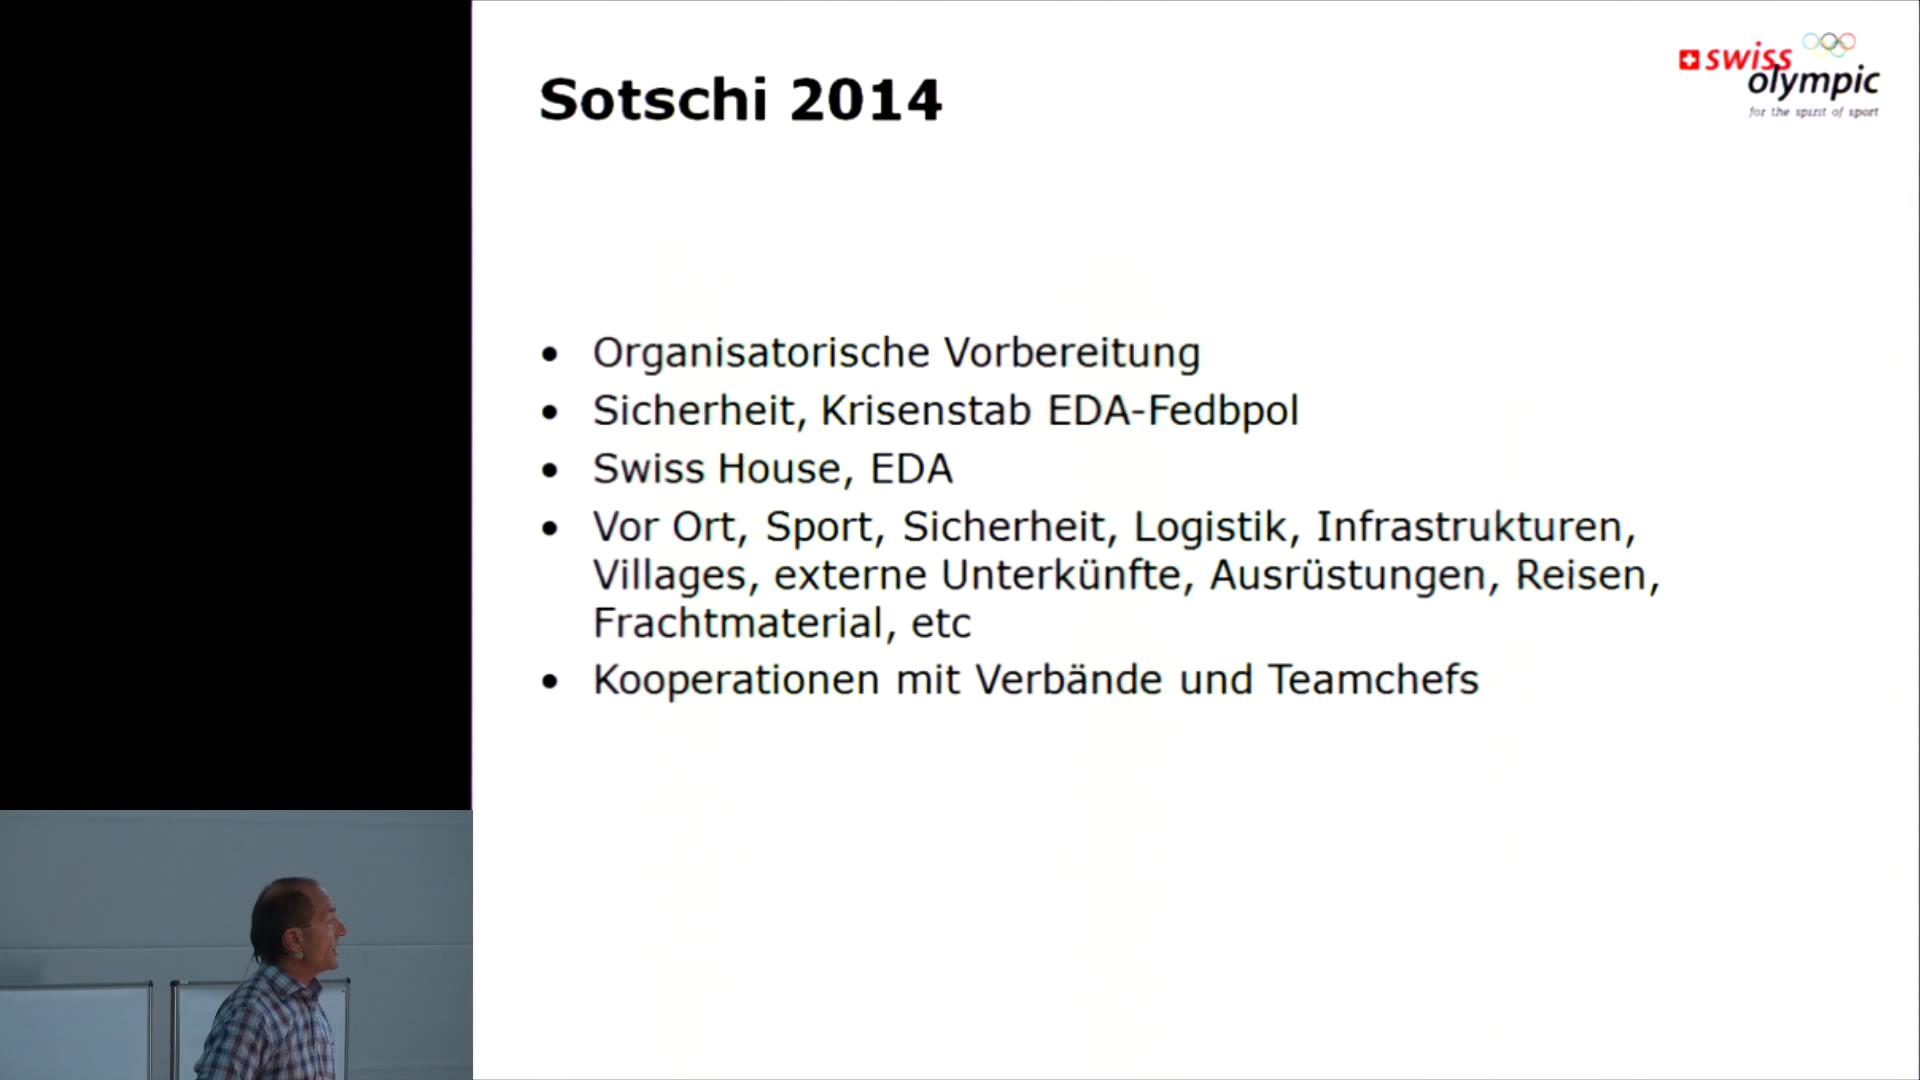 Sotschi 2014
swiss
olympic
for the spirit of sport
• Organisatorische Vorbereitung
• Sicherheit, Krisenstab EDA-Fedbpol
• Swiss House, EDA
• Vor Ort, Sport, Sicherheit, Logistik, Infrastrukturen,
Villages, externe Unterkünfte, Ausrüstungen, Reisen,
Frachtmaterial, etc
• Kooperationen mit Verbände und Teamchefs